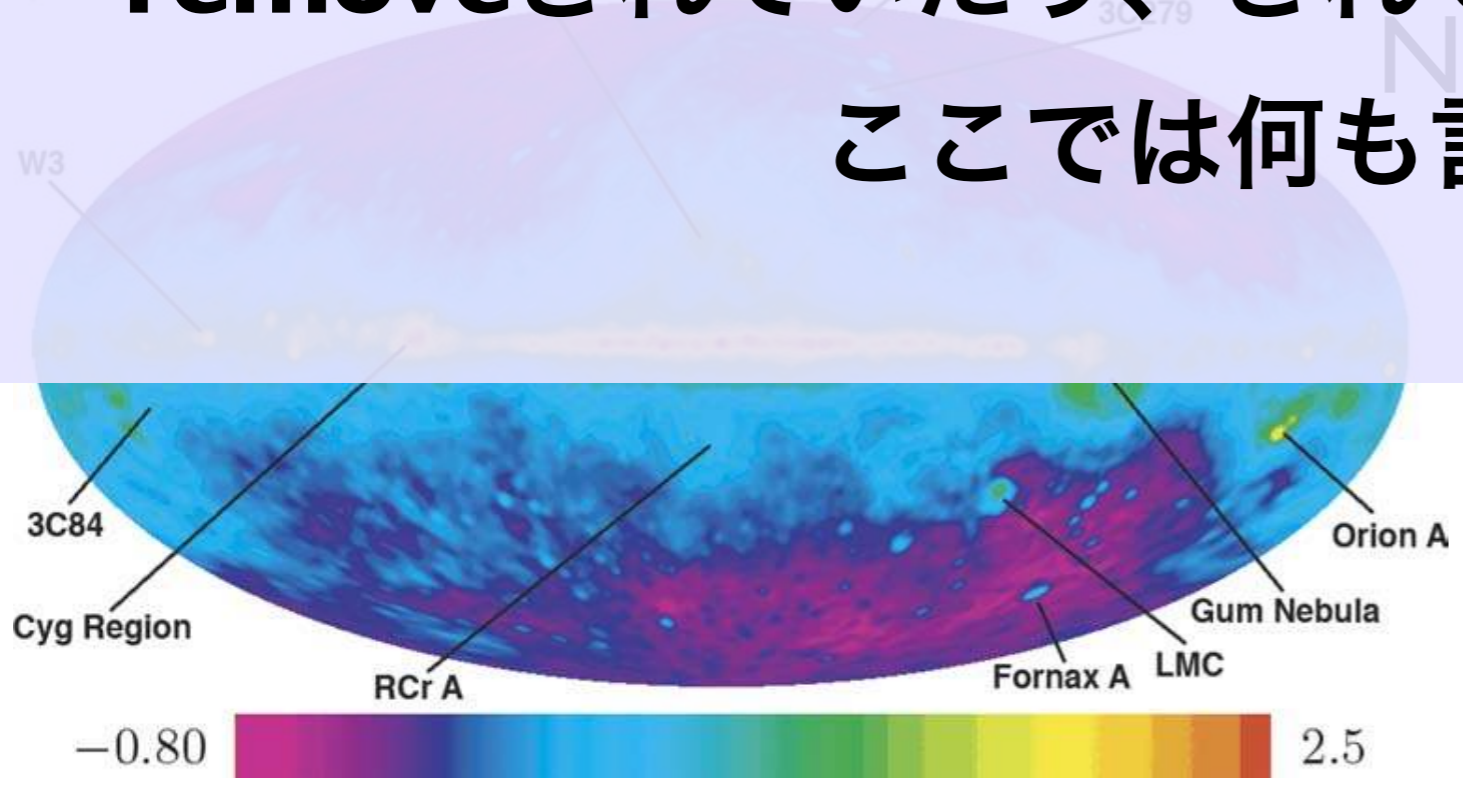 3C279
N
ここでは何も
W3
3C84
Orion A
Cyg Region
Gum Nebula
RCr A
Fornax A
LMC
−0.80
2.5